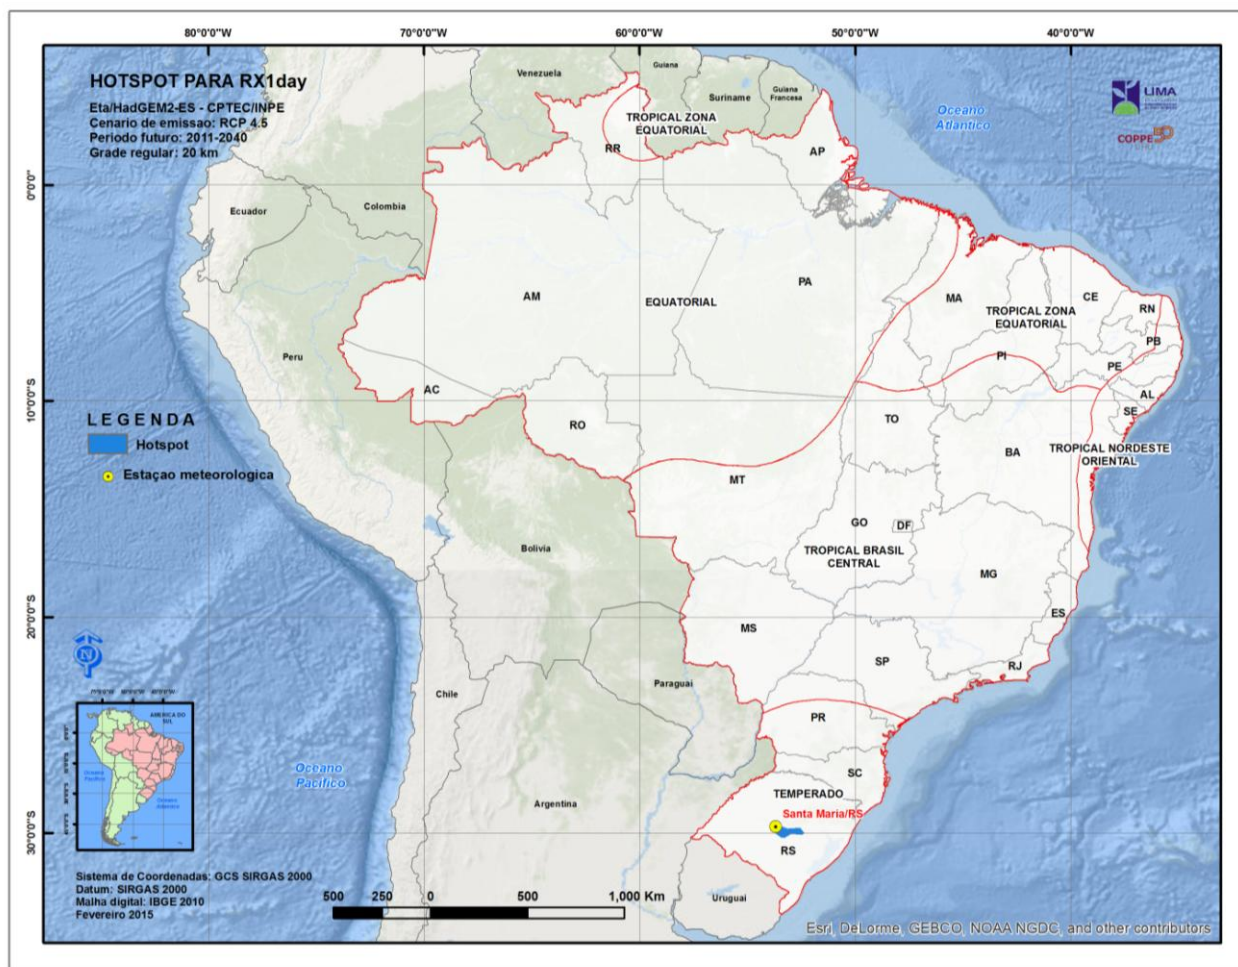 80°0'0"W
70°0'0"W
60°0'0"W
50°0'0"W
40°0'0"W
HOTSPOT PARA RX1day
Eta/HadGEM2-ES - CPTEC/INPE
Cenario de emissao: RCP 4.5
Periodo futuro: 2011-2040
Grade regular: 20 km
Venezuela
Guiana
Suriname
Guiana
Francesa
Oceano
Atlantico
LIMA
COPPE
TROPICAL ZONA
EQUATORIAL
RR
AP
0°0'0"
Ecuador
Colombia
AM
EQUATORIAL
PA
MA
TROPICAL ZONA
EQUATORIAL
CE
RN
PB
PI
PE
Peru
AC
AL
SE
10°0'0"S
LEGENDA
Hotspot
Estaçao meteorologica
RO
TO
BA
TROPICAL NORDESTE
ORIENTAL
MT
GO
DF
TROPICAL BRASIL
CENTRAL
Bolivia
MG
ES
20°0'0"S
MS
SP
RJ
N
Paraguai
Chile
PR
AMERICA DO
SUL
Oceano
Pacifico
Oceano
Atlantico
Oceano
Pacifico
SC
TEMPERADO
Argentina
Santa Maria/RS
30°0'0"S
RS
Uruguai
Sistema de Coordenadas: GCS SIRGAS 2000
Datum: SIRGAS 2000
Malha digital: IBGE 2010
Fevereiro 2015
500 250 0 500 1,000 Km
Esri, DeLorme, GEBCO, NOAA NGDC, and other contributors